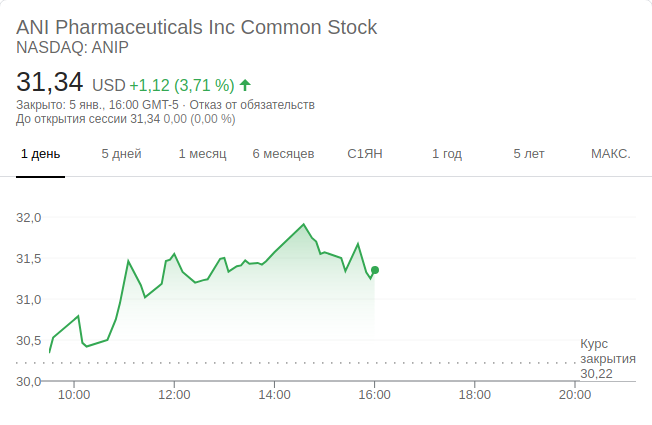 ANI Pharmaceuticals Inc Common Stock
NASDAQ: ANIP
31,34 USD +1,12 (3,71 %)
Закрыто: 5 янв., 16:00 GMT-5 · Отказ от обязательств
До открытия сессии 31,34 0,00 (0,00 %)
1 день 5 дней 1 месяц 6 месяцев С1ЯН 1 год 5 лет МАКС.
32,0
31,5
31,0
30,5
Курс
закрытия
30,22
30,0
10:00 12:00 14:00 16:00 18:00 20:00